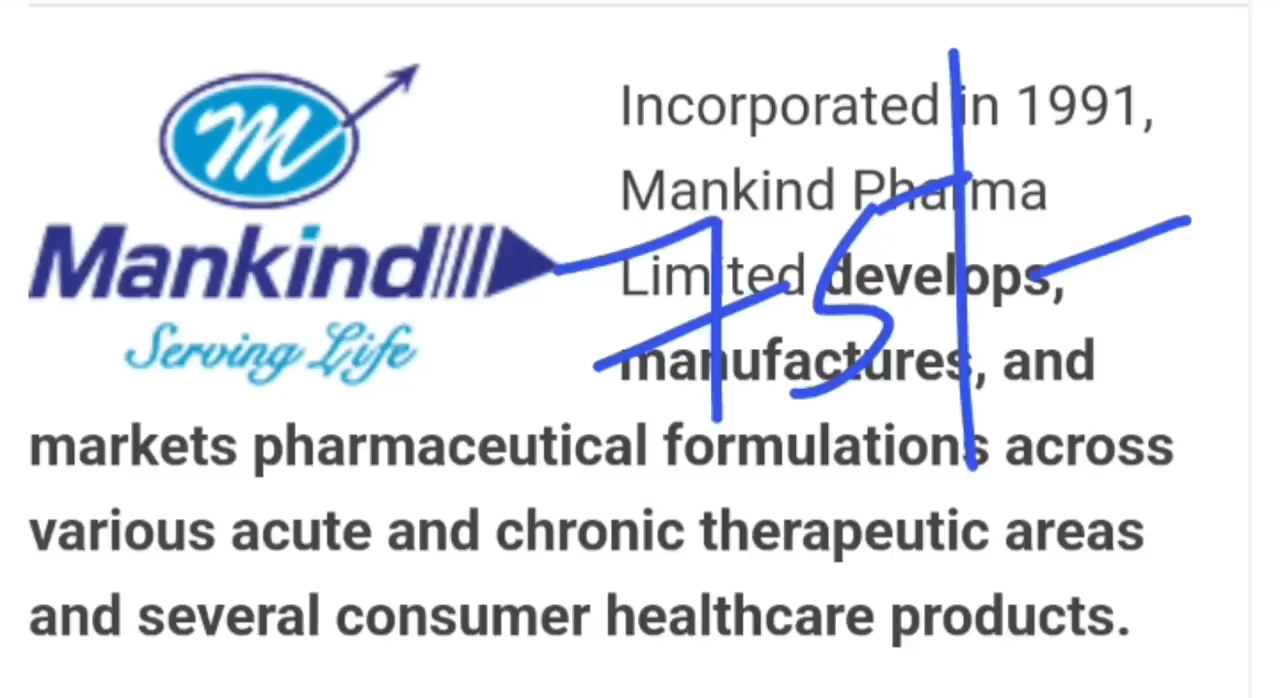 Mankind
Serving Life
Incorporated in 1991,
Mankind Pharma
Limited develops,
manufactures, and
markets pharmaceutical formulations across
various acute and chronic therapeutic areas
and several consumer healthcare products.
75/-